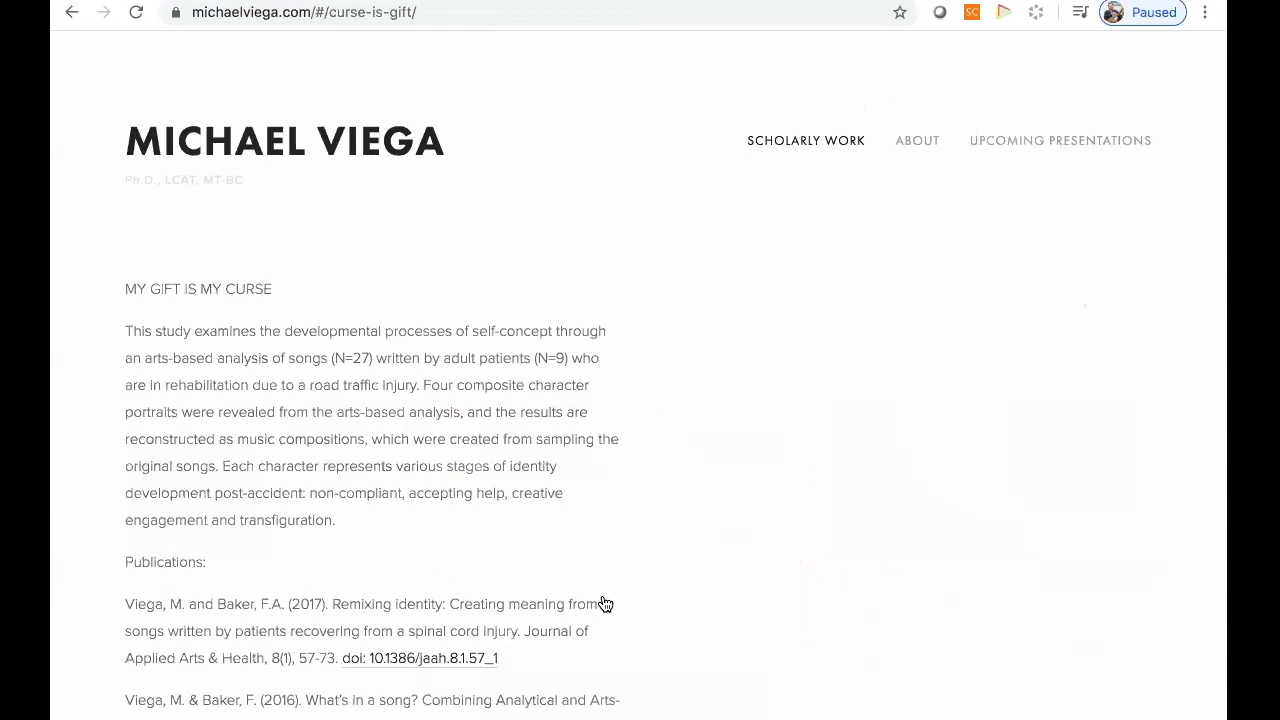 michaelviega.com/#/curse-is-gift/
SC
Paused
MICHAEL VIEGA
SCHOLARLY WORK ABOUT UPCOMING PRESENTATIONS
Ph.D., LCAT, MT-BC
MY GIFT IS MY CURSE
This study examines the developmental processes of self-concept through
an arts-based analysis of songs (N=27) written by adult patients (N=9) who
are in rehabilitation due to a road traffic injury. Four composite character
portraits were revealed from the arts-based analysis, and the results are
reconstructed as music compositions, which were created from sampling the
original songs. Each character represents various stages of identity
development post-accident: non-compliant, accepting help, creative
engagement and transfiguration.
Publications:
Viega, M. and Baker, F.A. (2017). Remixing identity: Creating meaning from
songs written by patients recovering from a spinal cord injury. Journal of
Applied Arts & Health, 8(1), 57-73. doi: 10.1386/jaah.8.1.57_1
Viega, M. & Baker, F. (2016). What's in a song? Combining Analytical and Arts-